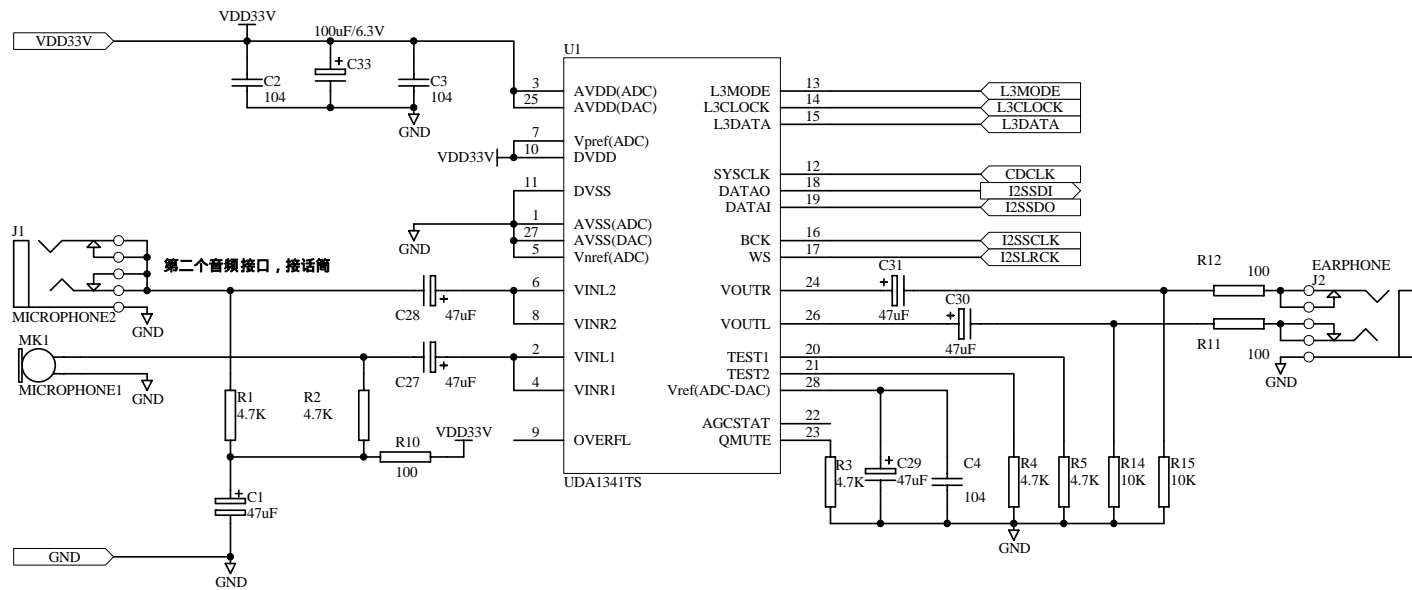 VDD33V
VDD33V
100uF/6.3V
C2
104
C33
C3
104
GND
U1
3 AVDD(ADC)
25 AVDD(DAC)
7 Vpref(ADC)
VDD33V
10 DVDD
11 DVSS
1 AVSS(ADC)
GND
27 AVSS(DAC)
5 Vnref(ADC)
6 VINL2
8 VINR2
2 VINL1
4 VINR1
9 OVERFL
UDA1341TS
L3MODE 13 L3MODE
L3CLOCK 14 L3CLOCK
L3DATA 15 L3DATA
SYSCLK 12 CDCLK
DATAO 18 I2SSDI
DATAI 19 I2SSDO
BCK 16 I2SSCLK
WS 17 I2SLRCK
VOUTR 24
VOUTL 26
TEST1 20
TEST2 21
Vref(ADC-DAC) 28
AGCSTAT 22
QMUTE 23
J1
第二个音频接口，接话筒
MICROPHONE2
GND
C28
47uF
MK1
MICROPHONE1
GND
C27
47uF
R1
4.7K
R2
4.7K
R10
100
VDD33V
C1
47uF
GND
GND
C31
47uF
C30
47uF
R12
100
EARPHONE
J2
R11
100
GND
R3
4.7K
C29
47uF
C4
104
R4
4.7K
R5
4.7K
R14
10K
R15
10K
GND